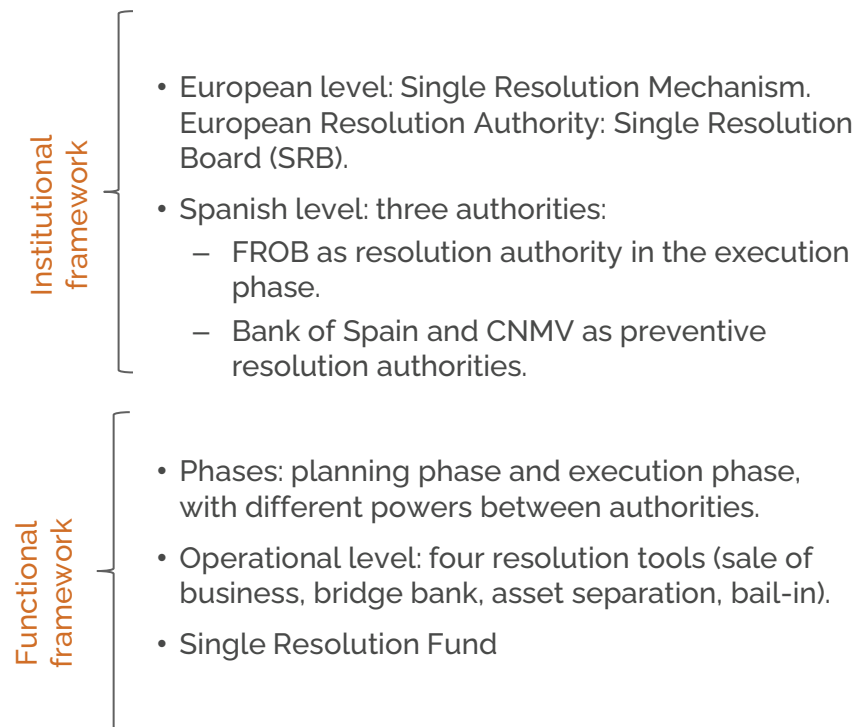 Institutional
framework
• European level: Single Resolution Mechanism.
European Resolution Authority: Single Resolution
Board (SRB).
• Spanish level: three authorities:
– FROB as resolution authority in the execution
phase.
– Bank of Spain and CNMV as preventive
resolution authorities.
Functional
framework
• Phases: planning phase and execution phase,
with different powers between authorities.
• Operational level: four resolution tools (sale of
business, bridge bank, asset separation, bail-in).
• Single Resolution Fund